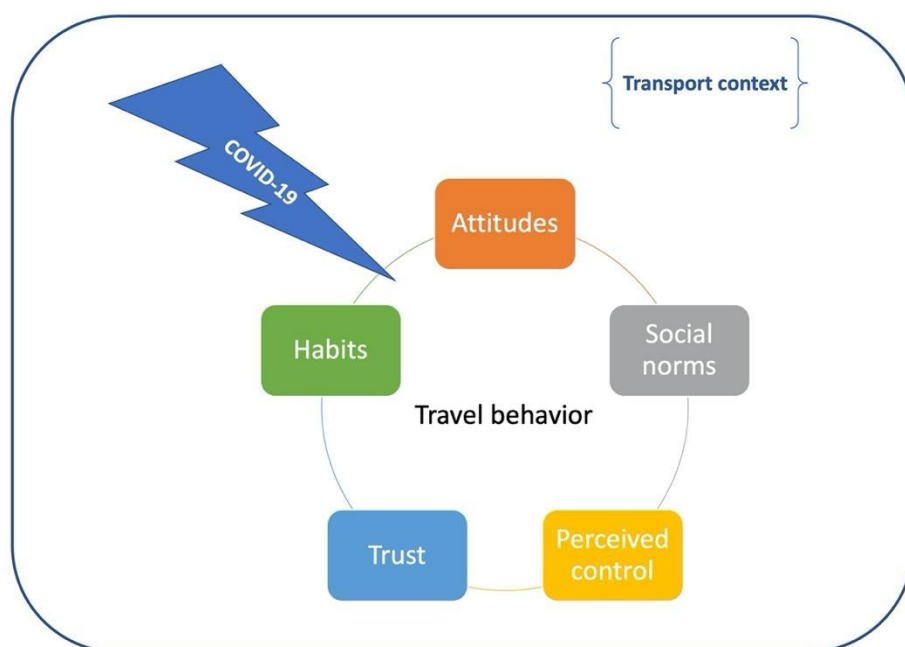 Transport context
COVID-19
Attitudes
Habits
Social
norms
Travel behavior
Trust
Perceived
control